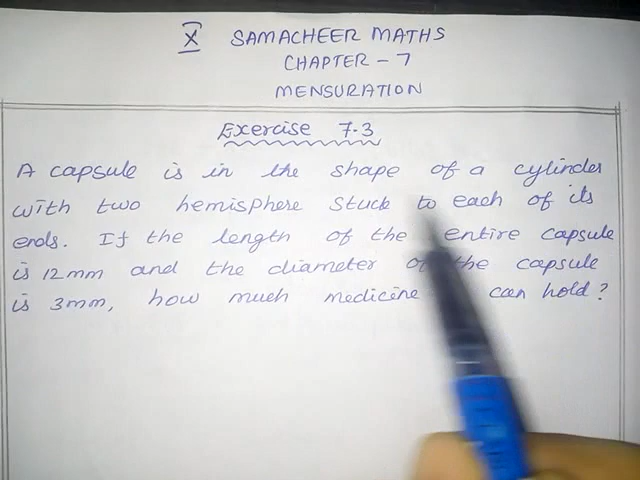 X SAMACHEER MATHS
CHAPTER - 7
MENSURATION
Exercise 7.3
A capsule is in the shape of a cylinder
with two hemisphere stuck to each of its
ends. If the length of the entire capsule
is 12mm and the diameter of the capsule
is 3mm, how much medicine can hold?